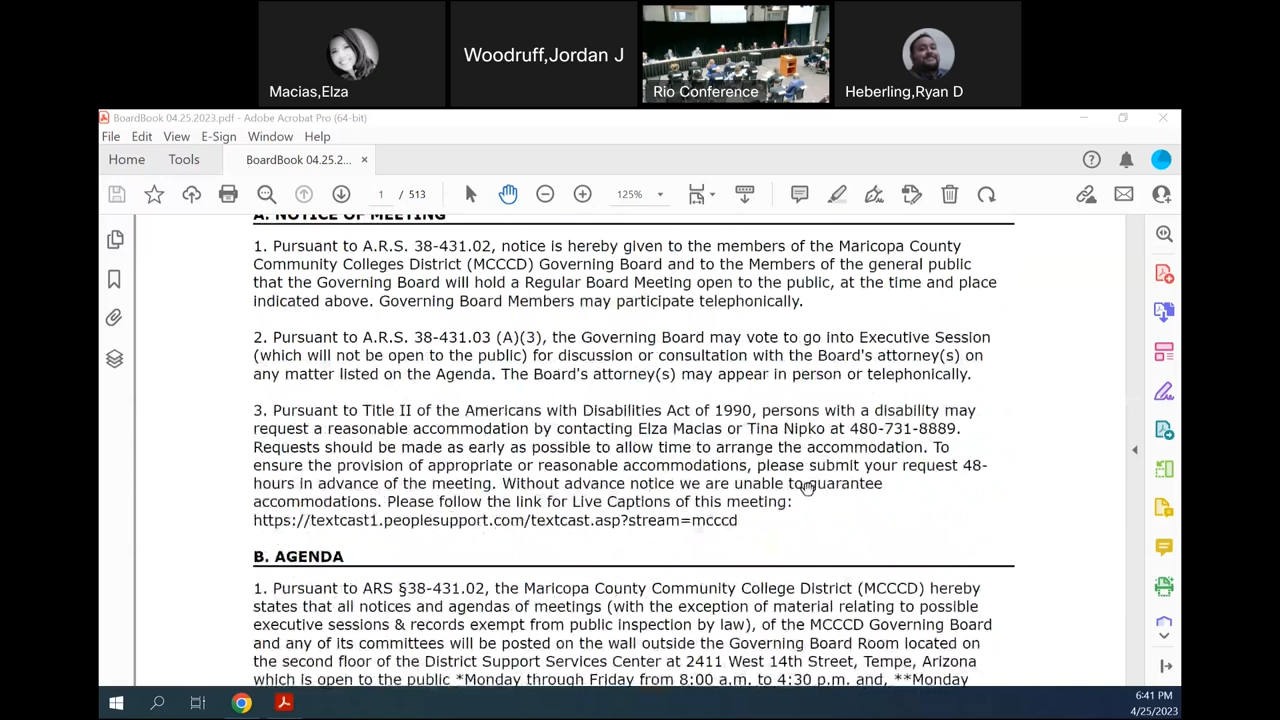 Woodruff,Jordan J
Macias,Elza
Rio Conference
Heberling,Ryan D
BoardBook 04.25.2023.pdf - Adobe Acrobat Pro (64-bit)
File Edit View E-Sign Window Help
Home Tools BoardBook 04.25.2... ×
1 / 513 125%
A. NOTICE OF MEETING
1. Pursuant to A.R.S. 38-431.02, notice is hereby given to the members of the Maricopa County
Community Colleges District (MCCCD) Governing Board and to the Members of the general public
that the Governing Board will hold a Regular Board Meeting open to the public, at the time and place
indicated above. Governing Board Members may participate telephonically.
2. Pursuant to A.R.S. 38-431.03 (A)(3), the Governing Board may vote to go into Executive Session
(which will not be open to the public) for discussion or consultation with the Board's attorney(s) on
any matter listed on the Agenda. The Board's attorney(s) may appear in person or telephonically.
3. Pursuant to Title II of the Americans with Disabilities Act of 1990, persons with a disability may
request a reasonable accommodation by contacting Elza Macias or Tina Nipko at 480-731-8889.
Requests should be made as early as possible to allow time to arrange the accommodation. To
ensure the provision of appropriate or reasonable accommodations, please submit your request 48-
hours in advance of the meeting. Without advance notice we are unable to guarantee
accommodations. Please follow the link for Live Captions of this meeting:
https://textcast1.peoplesupport.com/textcast.asp?stream=mcccd
B. AGENDA
1. Pursuant to ARS §38-431.02, the Maricopa County Community College District (MCCCD) hereby
states that all notices and agendas of meetings (with the exception of material relating to possible
executive sessions & records exempt from public inspection by law), of the MCCCD Governing Board
and any of its committees will be posted on the wall outside the Governing Board Room located on
the second floor of the District Support Services Center at 2411 West 14th Street, Tempe, Arizona
which is open to the public *Monday through Friday from 8:00 a.m. to 4:30 p.m. and, **Monday
6:41 PM
4/25/2023